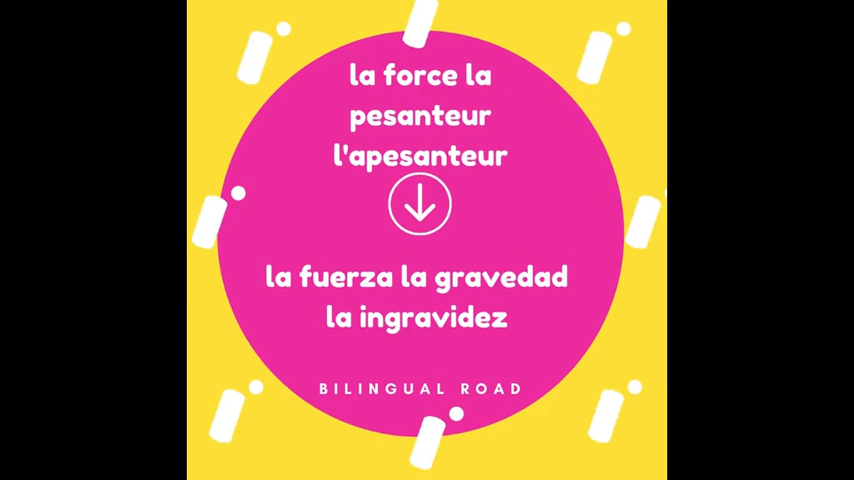 la force la
pesanteur
l'apesanteur
la fuerza la gravedad
la ingravidez
BILINGUAL ROAD